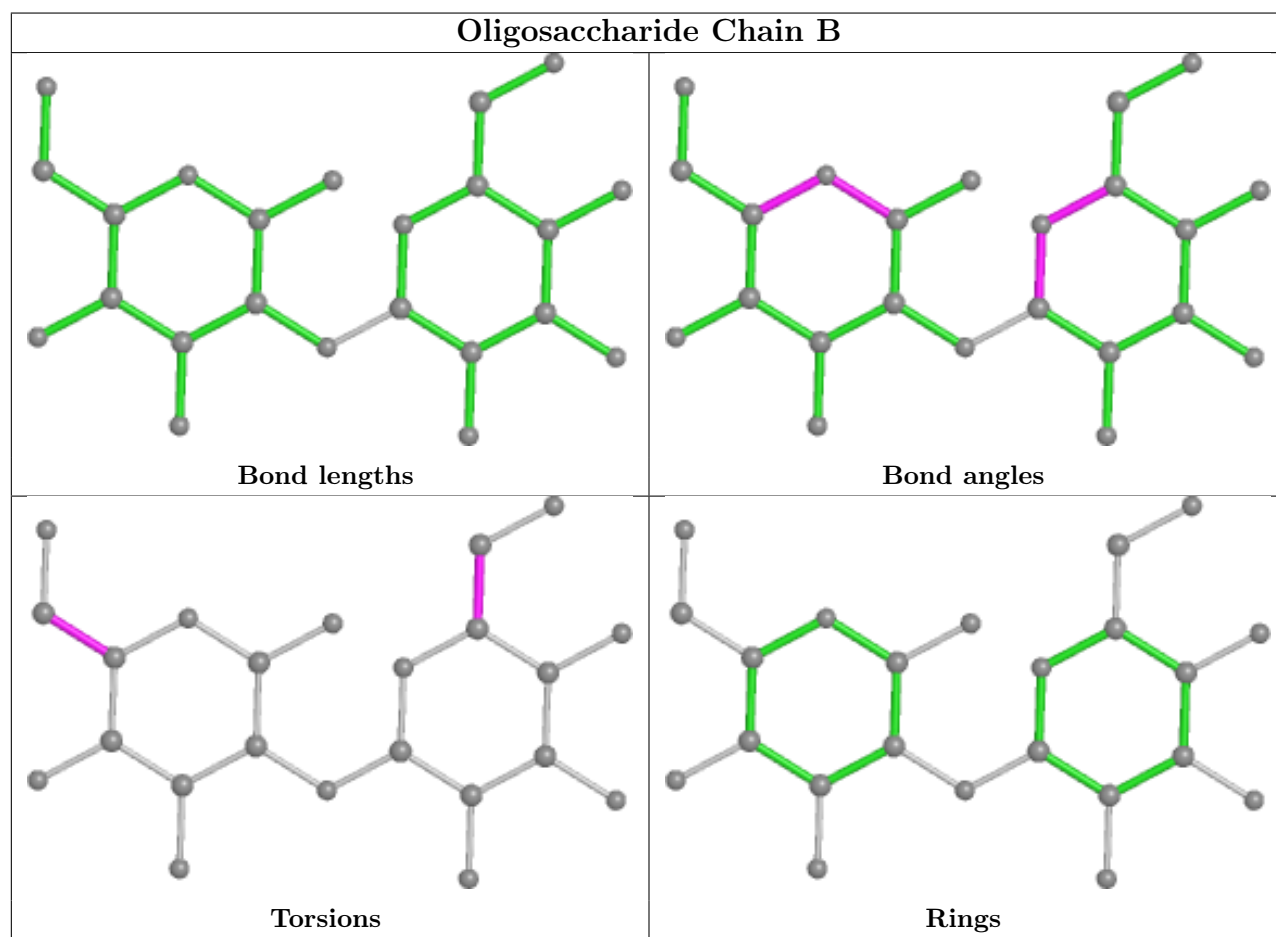 Oligosaccharide Chain B
Bond lengths
Bond angles
Torsions
Rings